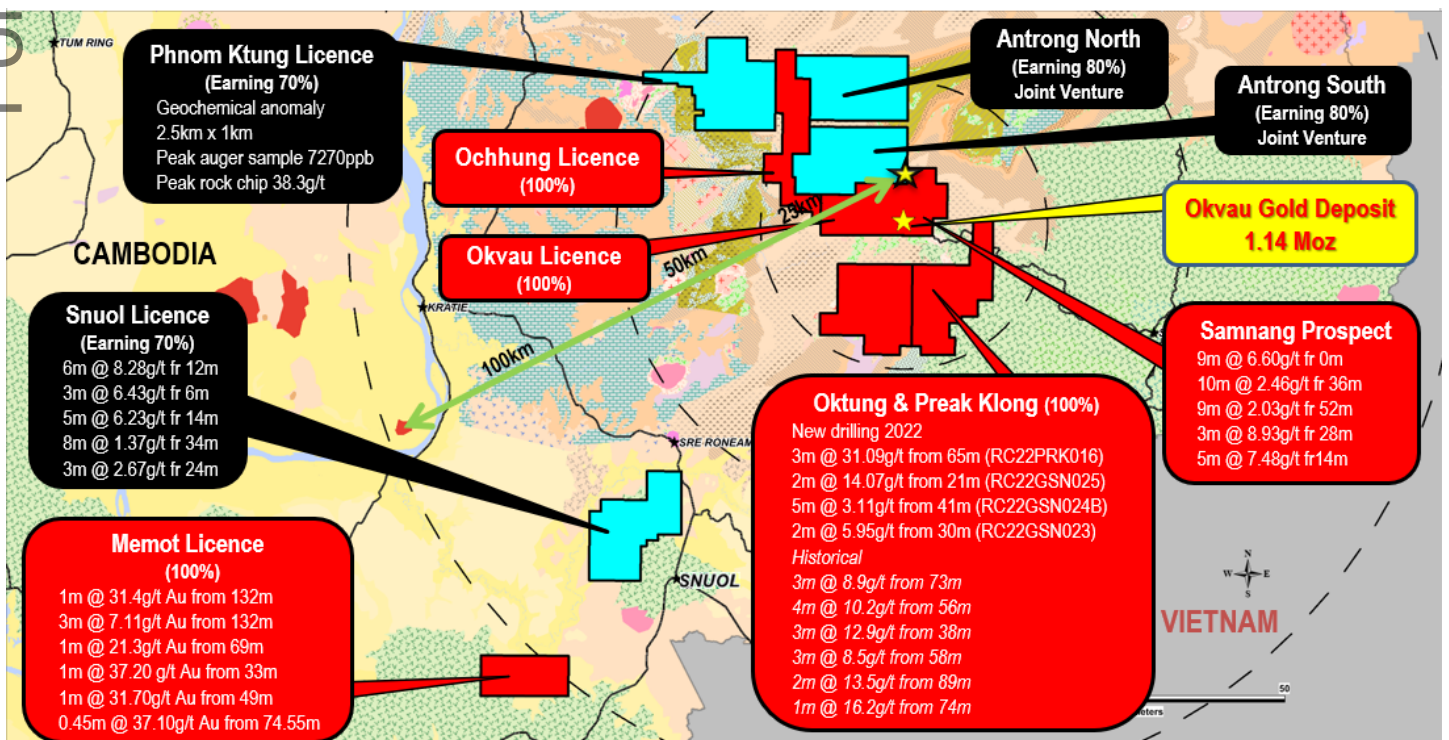 TUM RING
Phnom Ktung Licence
(Earning 70%)
Geochemical anomaly
2.5km x 1km
Peak auger sample 7270ppb
Peak rock chip 38.3g/t
Antrong North
(Earning 80%)
Joint Venture
Antrong South
(Earning 80%)
Joint Venture
Ochhung Licence
(100%)
Okvau Licence
(100%)
Okvau Gold Deposit
1.14 Moz
25km
50km
100km
CAMBODIA
KRATIE
Snuol Licence
(Earning 70%)
6m @ 8.28g/t fr 12m
3m @ 6.43g/t fr 6m
5m @ 6.23g/t fr 14m
8m @ 1.37g/t fr 34m
3m @ 2.67g/t fr 24m
Samnang Prospect
9m @ 6.60g/t fr 0m
10m @ 2.46g/t fr 36m
9m @ 2.03g/t fr 52m
3m @ 8.93g/t fr 28m
5m @ 7.48g/t fr14m
SRE RONEAM
Oktung & Preak Klong (100%)
New drilling 2022
3m @ 31.09g/t from 65m (RC22PRK016)
2m @ 14.07g/t from 21m (RC22GSN025)
5m @ 3.11g/t from 41m (RC22GSN024B)
2m @ 5.95g/t from 30m (RC22GSN023)
Historical
3m @ 8.9g/t from 73m
4m @ 10.2g/t from 56m
3m @ 12.9g/t from 38m
3m @ 8.5g/t from 58m
2m @ 13.5g/t from 89m
1m @ 16.2g/t from 74m
Memot Licence
(100%)
1m @ 31.4g/t Au from 132m
3m @ 7.11g/t Au from 132m
1m @ 21.3g/t Au from 69m
1m @ 37.20 g/t Au from 33m
1m @ 31.70g/t Au from 49m
0.45m @ 37.10g/t Au from 74.55m
SNUOL
N
W E
S
VIETNAM
50
eters